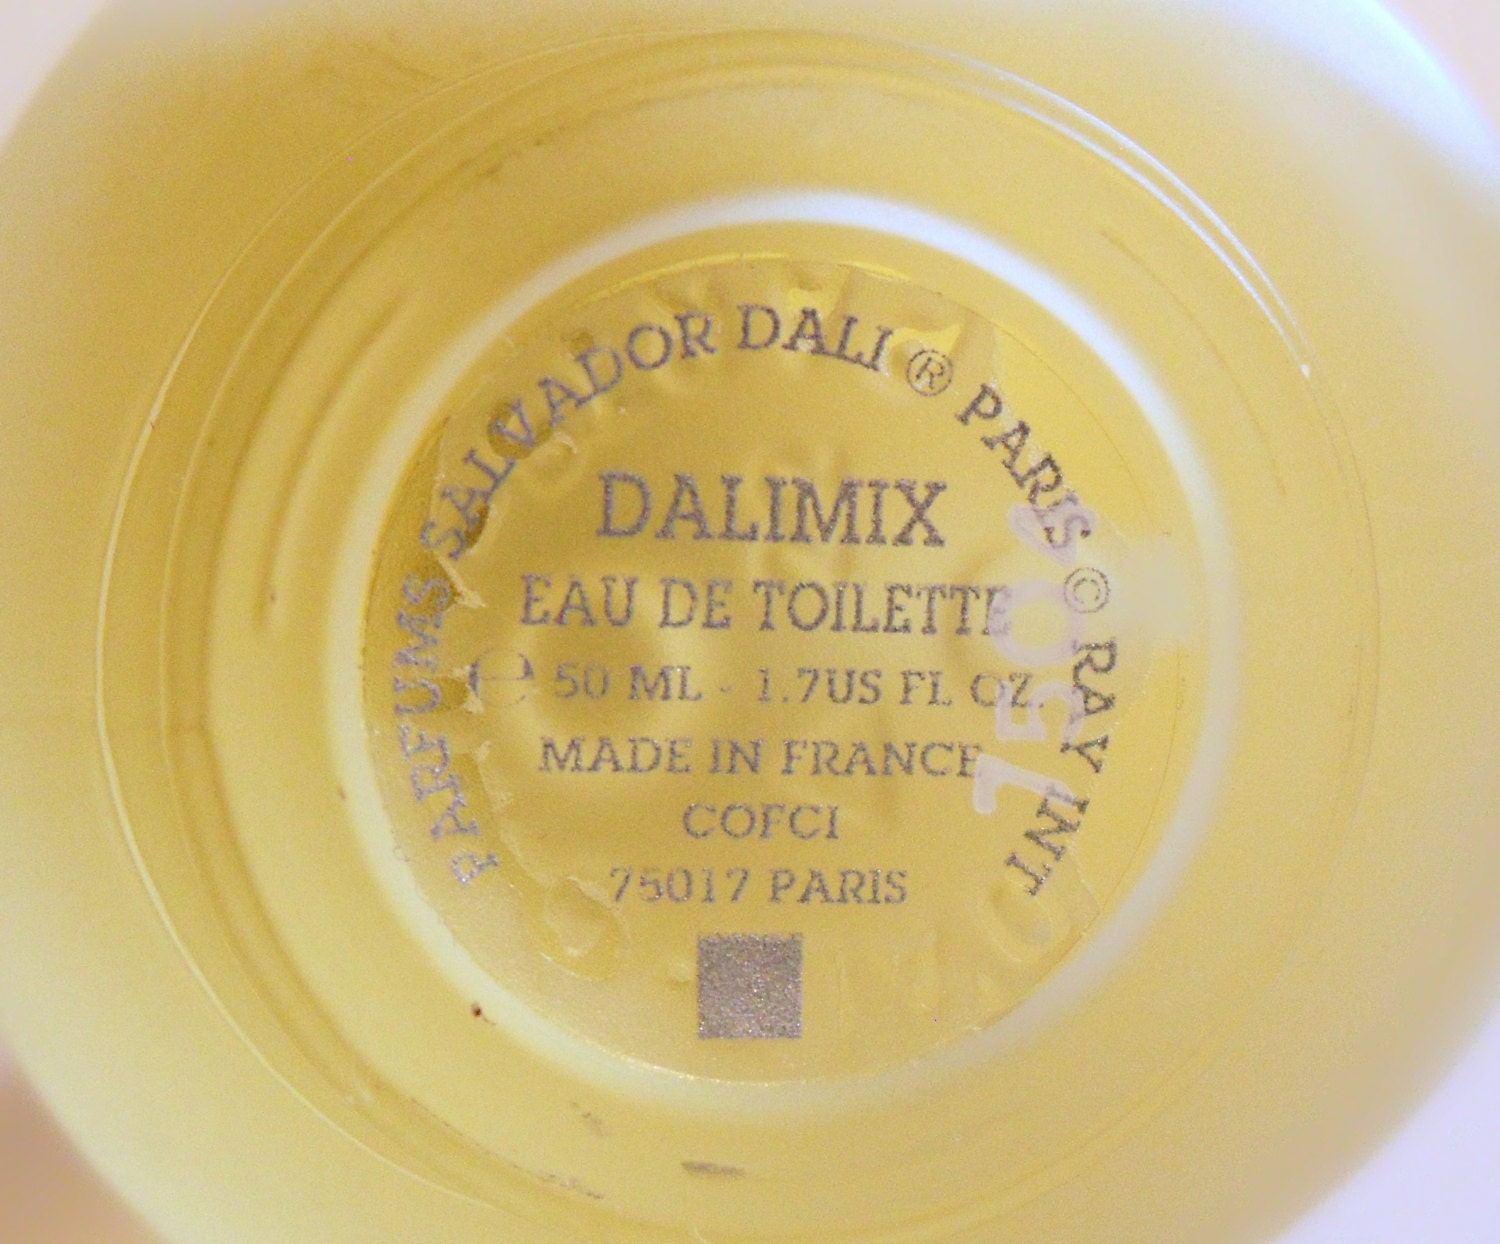 PARFUMS SALVADOR DALI ® PARIS © RAY INT
DALIMIX
EAU DE TOILETTE
e 50 ML - 1.7US FL OZ.
MADE IN FRANCE
COFCI
75017 PARIS